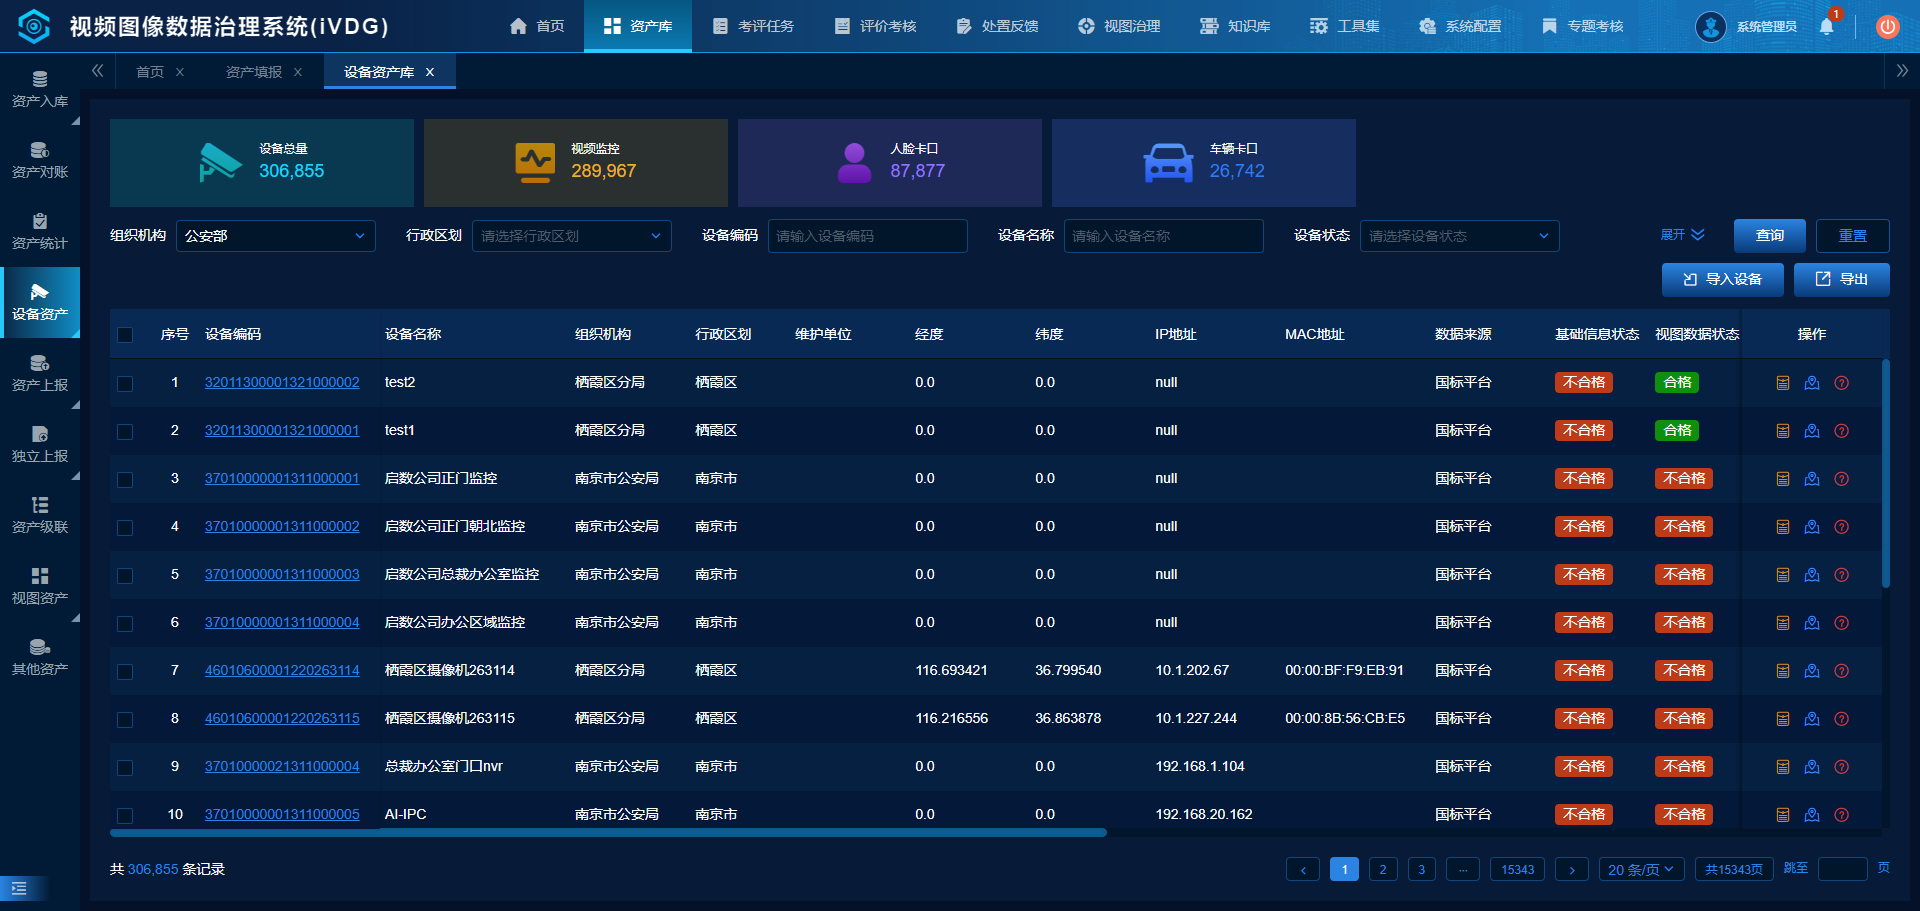 视频图像数据治理系统(iVDG)
首页 资产库 考评任务 评价考核 处置反馈 视图治理 知识库 工具集 系统配置 专题考核 系统管理员 1
首页 X 资产填报 X 设备资产库 X
资产入库
资产对账
资产统计
设备资产
资产上报
独立上报
资产级联
视图资产
其他资产
设备总量
306,855
视频监控
289,967
人脸卡口
87,877
车辆卡口
26,742
组织机构 公安部 行政区划 请选择行政区划 设备编码 请输入设备编码 设备名称 请输入设备名称 设备状态 请选择设备状态 展开 查询 重置
导入设备 导出
序号 设备编码 设备名称 组织机构 行政区划 维护单位 经度 纬度 IP地址 MAC地址 数据来源 基础信息状态 视图数据状态 操作
1 32011300001321000002 test2 栖霞区分局 栖霞区 0.0 0.0 null 国标平台 不合格 合格
2 32011300001321000001 test1 栖霞区分局 栖霞区 0.0 0.0 null 国标平台 不合格 合格
3 37010000001311000001 启数公司正门监控 南京市公安局 南京市 0.0 0.0 null 国标平台 不合格 不合格
4 37010000001311000002 启数公司正门朝北监控 南京市公安局 南京市 0.0 0.0 null 国标平台 不合格 不合格
5 37010000001311000003 启数公司总裁办公室监控 南京市公安局 南京市 0.0 0.0 null 国标平台 不合格 不合格
6 37010000001311000004 启数公司办公区域监控 南京市公安局 南京市 0.0 0.0 null 国标平台 不合格 不合格
7 46010600001220263114 栖霞区摄像机263114 栖霞区分局 栖霞区 116.693421 36.799540 10.1.202.67 00:00:BF:F9:EB:91 国标平台 不合格 不合格
8 46010600001220263115 栖霞区摄像机263115 栖霞区分局 栖霞区 116.216556 36.863878 10.1.227.244 00:00:8B:56:CB:E5 国标平台 不合格 不合格
9 37010000021311000004 总裁办公室门口nvr 南京市公安局 南京市 0.0 0.0 192.168.1.104 国标平台 不合格 不合格
10 37010000001311000005 AI-IPC 南京市公安局 南京市 0.0 0.0 192.168.20.162 国标平台 不合格 不合格
共 306,855 条记录 1 2 3 ··· 15343 20 条/页 共15343页 跳至 页